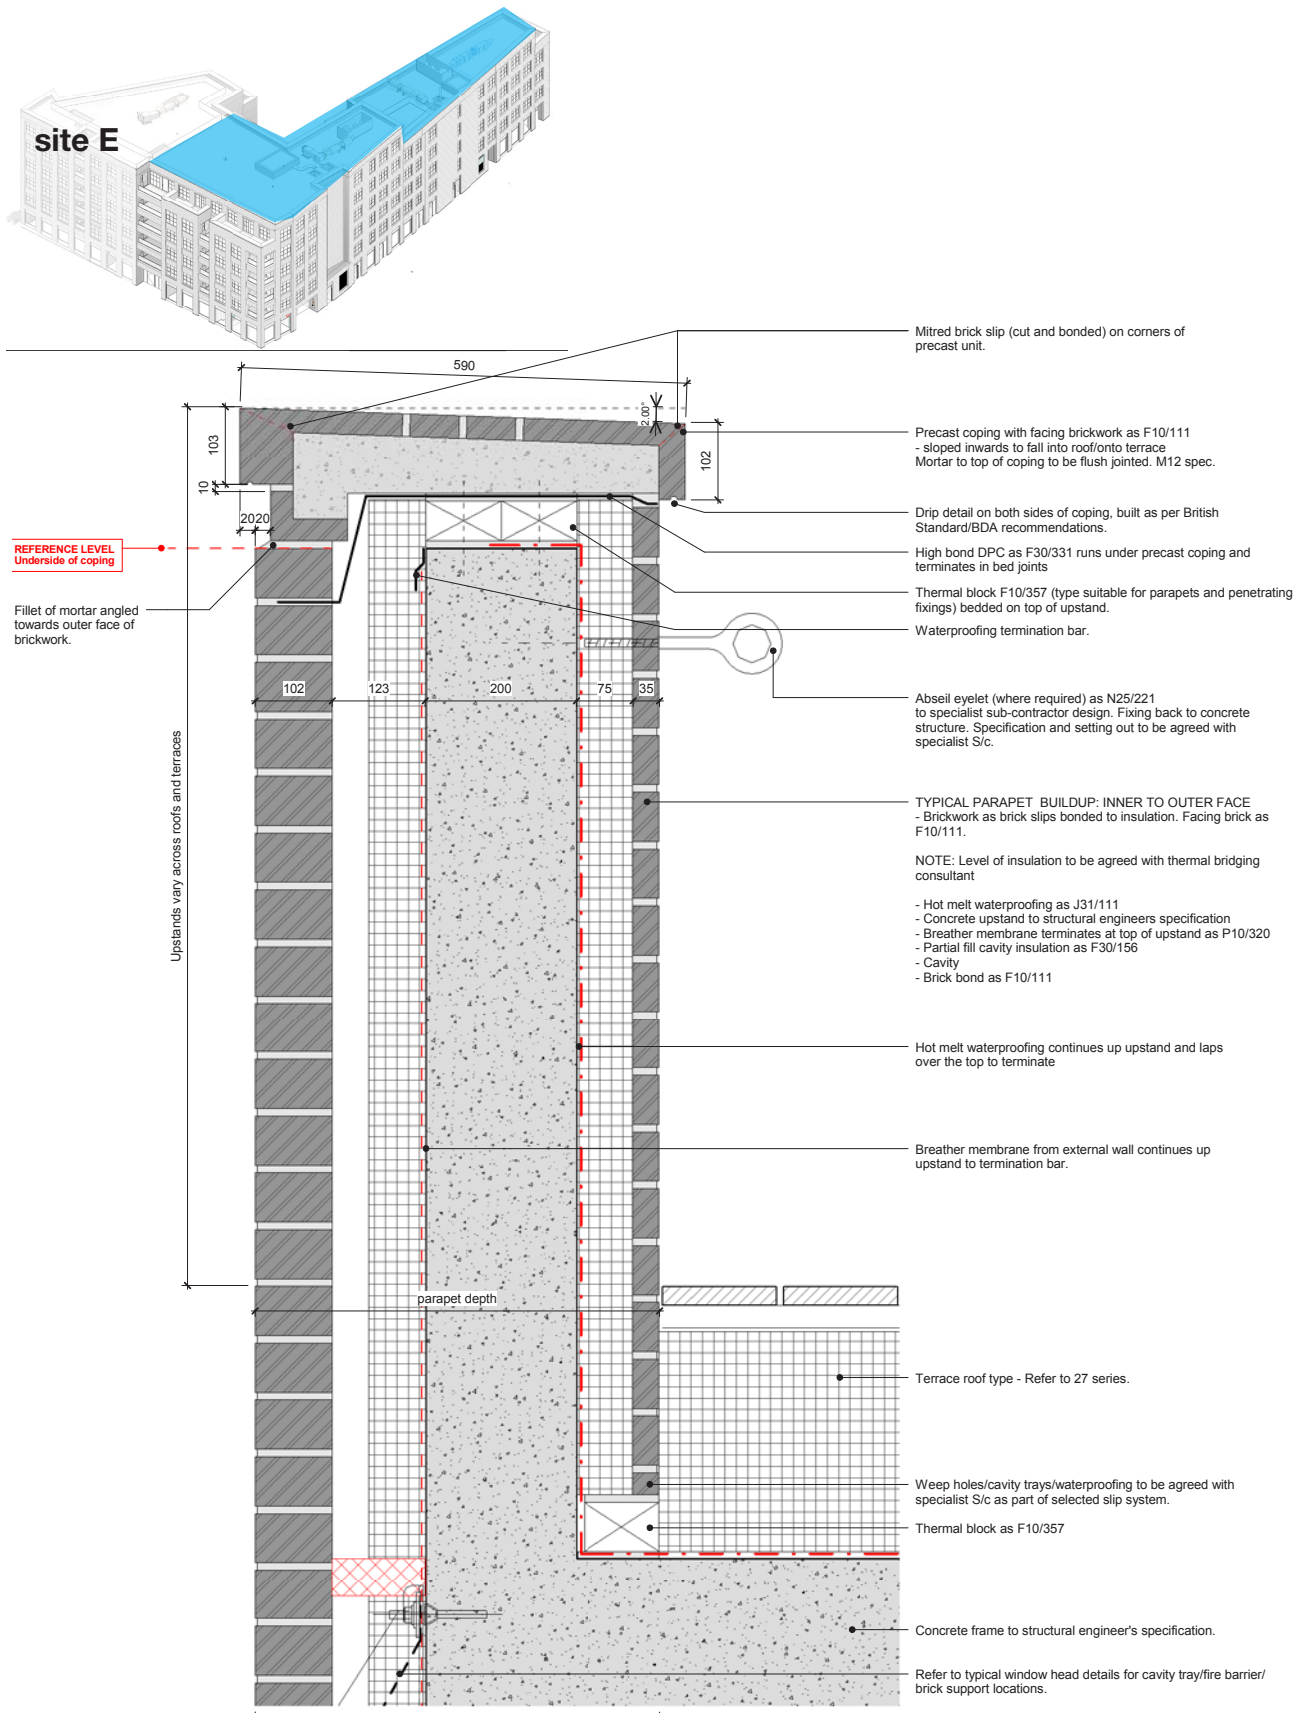 site E
Mitred brick slip (cut and bonded) on corners of
precast unit.
590
2.00°
103
102
Precast coping with facing brickwork as F10/111
- sloped inwards to fall into roof/onto terrace
Mortar to top of coping to be flush jointed. M12 spec.
10
2020
Drip detail on both sides of coping, built as per British
Standard/BDA recommendations.
REFERENCE LEVEL
Underside of coping
High bond DPC as F30/331 runs under precast coping and
terminates in bed joints
Thermal block F10/357 (type suitable for parapets and penetrating
fixings) bedded on top of upstand.
Fillet of mortar angled
towards outer face of
brickwork.
Waterproofing termination bar.
102
123
200
75
35
Abseil eyelet (where required) as N25/221
to specialist sub-contractor design. Fixing back to concrete
structure. Specification and setting out to be agreed with
specialist S/c.
Upstands vary across roofs and terraces
TYPICAL PARAPET BUILDUP: INNER TO OUTER FACE
- Brickwork as brick slips bonded to insulation. Facing brick as
F10/111.
NOTE: Level of insulation to be agreed with thermal bridging
consultant
- Hot melt waterproofing as J31/111
- Concrete upstand to structural engineers specification
- Breather membrane terminates at top of upstand as P10/320
- Partial fill cavity insulation as F30/156
- Cavity
- Brick bond as F10/111
Hot melt waterproofing continues up upstand and laps
over the top to terminate
Breather membrane from external wall continues up
upstand to termination bar.
parapet depth
Terrace roof type - Refer to 27 series.
Weep holes/cavity trays/waterproofing to be agreed with
specialist S/c as part of selected slip system.
Thermal block as F10/357
Concrete frame to structural engineer's specification.
Refer to typical window head details for cavity tray/fire barrier/
brick support locations.